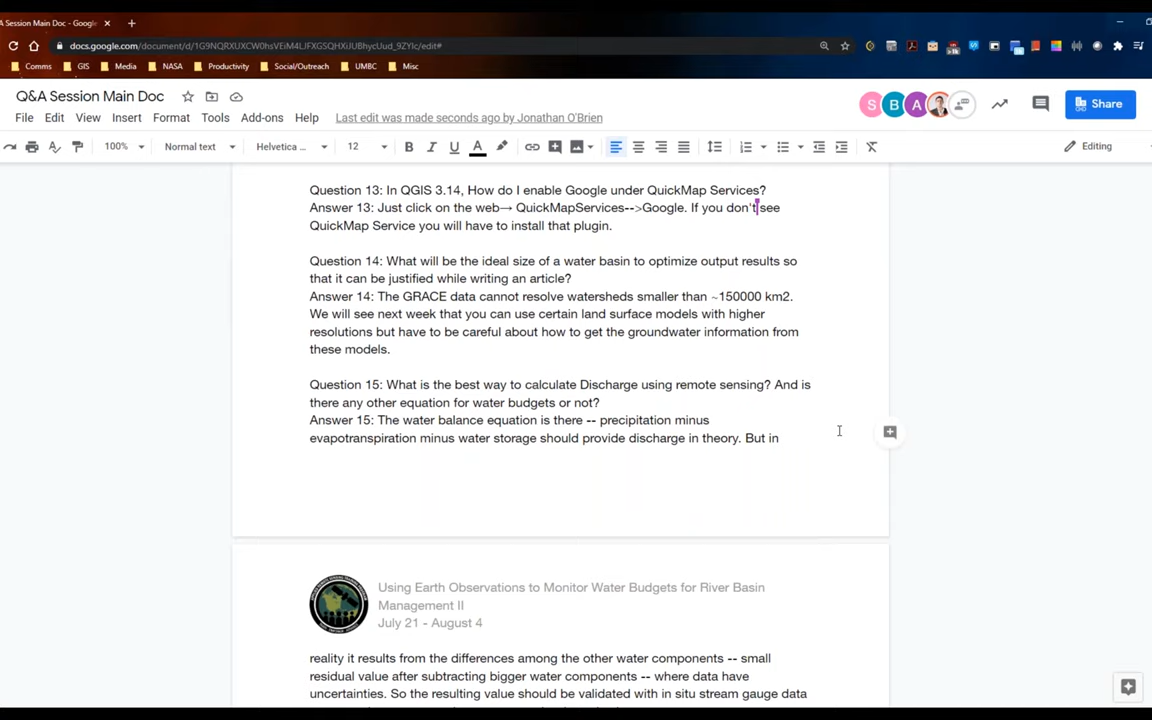 A Session Main Doc - Google
docs.google.com/document/d/1G9NQRXUXCW0hsVEiM4LJFXGSQHXiJUBhycUud_9ZYIc/edit#
Comms GIS Media NASA Productivity Social/Outreach UMBC Misc
Q&A Session Main Doc
S B A Share
File Edit View Insert Format Tools Add-ons Help Last edit was made seconds ago by Jonathan O'Brien
100% Normal text Helvetica ... 12 B I U A Editing
Question 13: In QGIS 3.14, How do I enable Google under QuickMap Services?
Answer 13: Just click on the web→ QuickMapServices-->Google. If you don't see
QuickMap Service you will have to install that plugin.
Question 14: What will be the ideal size of a water basin to optimize output results so
that it can be justified while writing an article?
Answer 14: The GRACE data cannot resolve watersheds smaller than ~150000 km2.
We will see next week that you can use certain land surface models with higher
resolutions but have to be careful about how to get the groundwater information from
these models.
Question 15: What is the best way to calculate Discharge using remote sensing? And is
there any other equation for water budgets or not?
Answer 15: The water balance equation is there -- precipitation minus
evapotranspiration minus water storage should provide discharge in theory. But in
Using Earth Observations to Monitor Water Budgets for River Basin
Management II
July 21 - August 4
reality it results from the differences among the other water components -- small
residual value after subtracting bigger water components -- where data have
uncertainties. So the resulting value should be validated with in situ stream gauge data